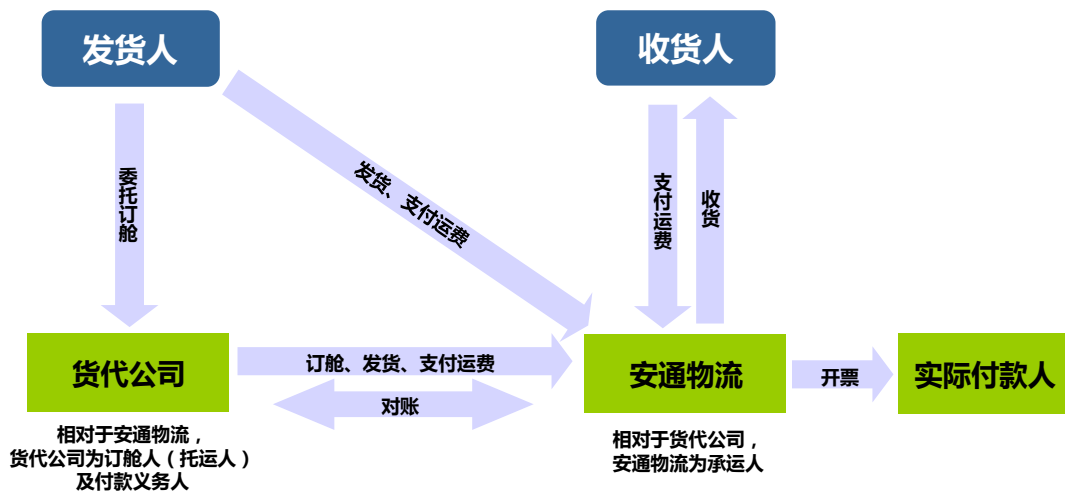 发货人
收货人
委托订舱
发货、支付运费
支付运费
收货
货代公司
订舱、发货、支付运费
对账
安通物流
开票
实际付款人
相对于安通物流，
货代公司为订舱人（托运人）
及付款义务人
相对于货代公司，
安通物流为承运人